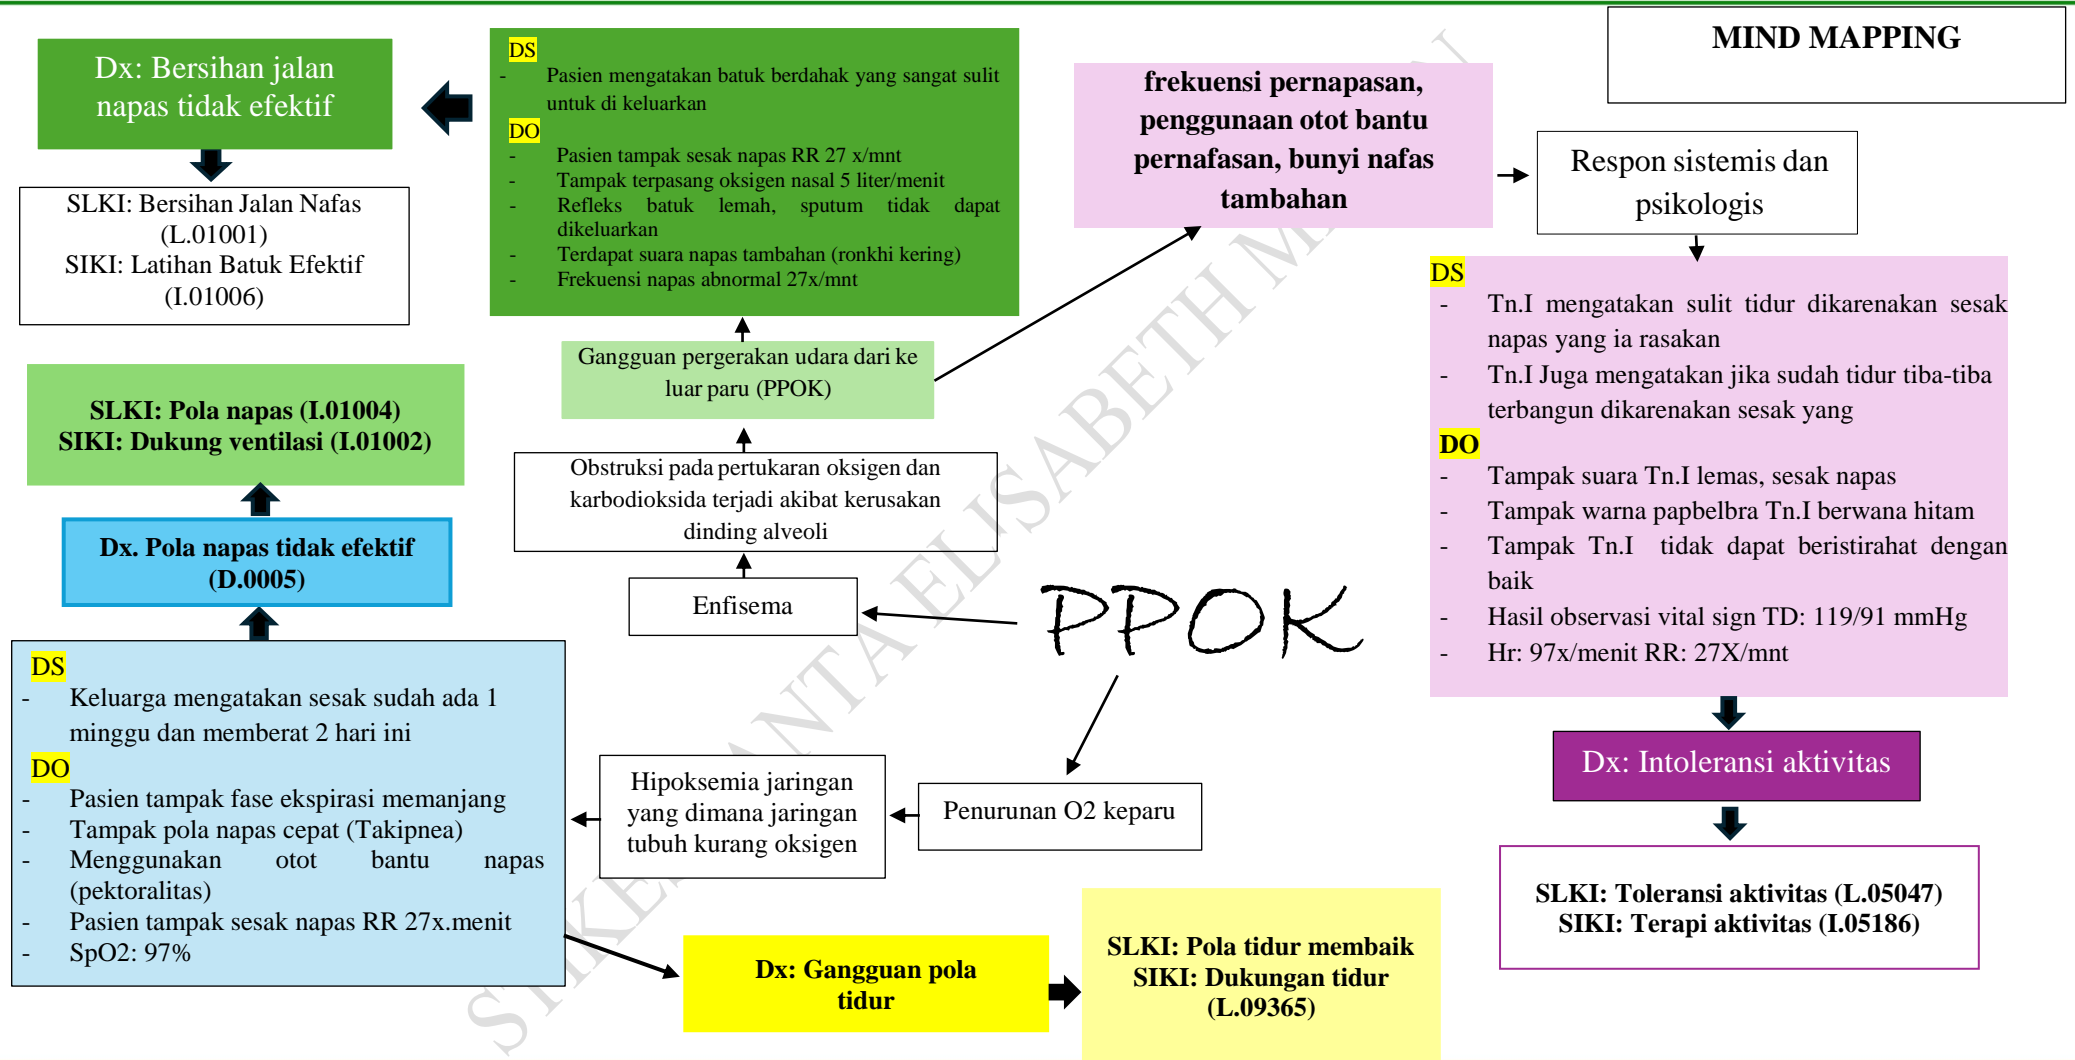 MIND MAPPING
Dx: Bersihan jalan
napas tidak efektif
SLKI: Bersihan Jalan Nafas
(L.01001)
SIKI: Latihan Batuk Efektif
(I.01006)
DS
- Pasien mengatakan batuk berdahak yang sangat sulit
untuk di keluarkan
DO
- Pasien tampak sesak napas RR 27 x/mnt
- Tampak terpasang oksigen nasal 5 liter/menit
- Refleks batuk lemah, sputum tidak dapat
dikeluarkan
- Terdapat suara napas tambahan (ronkhi kering)
- Frekuensi napas abnormal 27x/mnt
frekuensi pernapasan,
penggunaan otot bantu
pernafasan, bunyi nafas
tambahan
Respon sistemis dan
psikologis
Gangguan pergerakan udara dari ke
luar paru (PPOK)
SLKI: Pola napas (I.01004)
SIKI: Dukung ventilasi (I.01002)
Obstruksi pada pertukaran oksigen dan
karbodioksida terjadi akibat kerusakan
dinding alveoli
Dx. Pola napas tidak efektif
(D.0005)
Enfisema
PPOK
DS
- Tn.I mengatakan sulit tidur dikarenakan sesak
napas yang ia rasakan
- Tn.I Juga mengatakan jika sudah tidur tiba-tiba
terbangun dikarenakan sesak yang
DO
- Tampak suara Tn.I lemas, sesak napas
- Tampak warna papbelbra Tn.I berwana hitam
- Tampak Tn.I tidak dapat beristirahat dengan
baik
- Hasil observasi vital sign TD: 119/91 mmHg
- Hr: 97x/menit RR: 27X/mnt
DS
- Keluarga mengatakan sesak sudah ada 1
minggu dan memberat 2 hari ini
DO
- Pasien tampak fase ekspirasi memanjang
- Tampak pola napas cepat (Takipnea)
- Menggunakan otot bantu napas
(pektoralitas)
- Pasien tampak sesak napas RR 27x.menit
- SpO2: 97%
Hipoksemia jaringan
yang dimana jaringan
tubuh kurang oksigen
Penurunan O2 keparu
Dx: Intoleransi aktivitas
SLKI: Toleransi aktivitas (L.05047)
SIKI: Terapi aktivitas (I.05186)
Dx: Gangguan pola
tidur
SLKI: Pola tidur membaik
SIKI: Dukungan tidur
(L.09365)